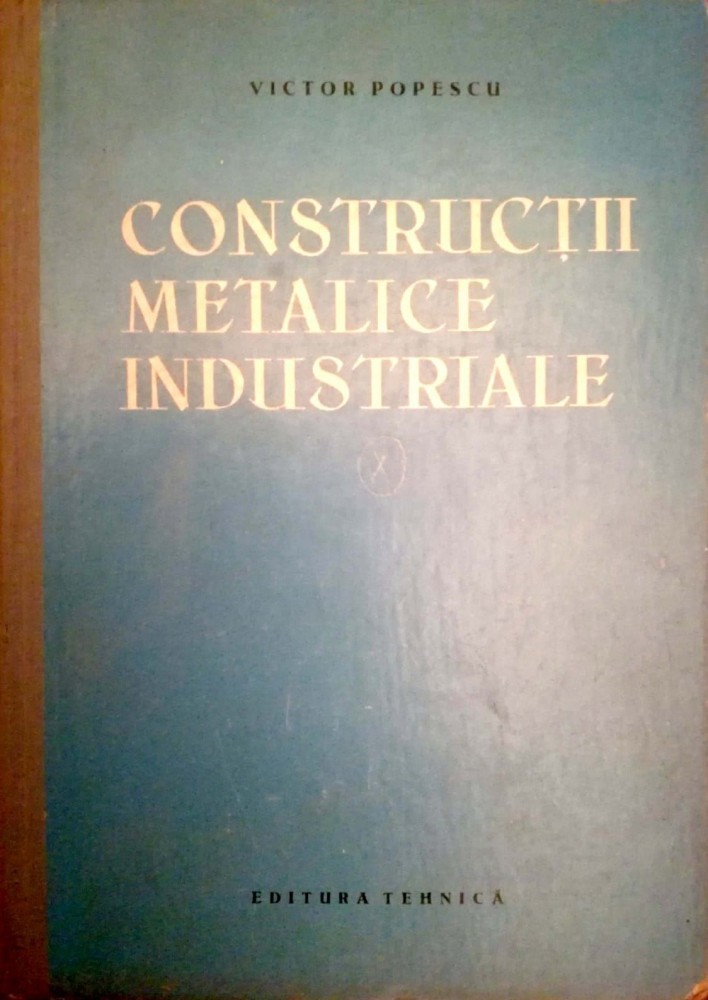 VICTOR POPESCU
CONSTRUCȚII
METALICE
INDUSTRIALE
X
EDITURA TEHNICĂ